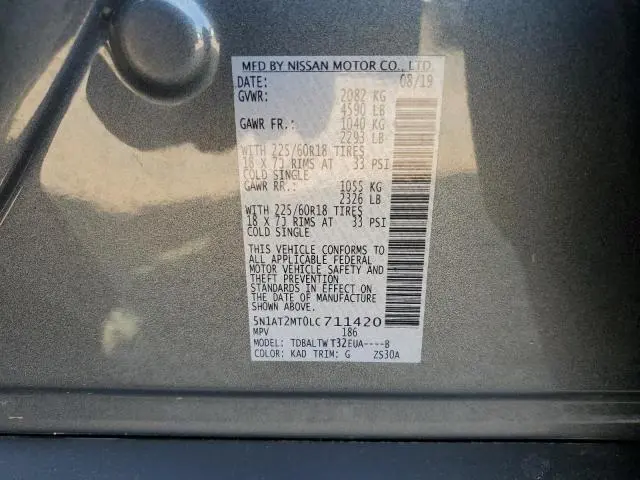 MFD BY NISSAN MOTOR CO., LTD.
DATE: 08/19
GVWR: 2082 KG
4590 LB
GAWR FR.: 1040 KG
2293 LB
WITH 225/60R18 TIRES
18 X 7J RIMS AT 33 PSI
COLD SINGLE
GAWR RR.: 1055 KG
2326 LB
WITH 225/60R18 TIRES
18 X 7J RIMS AT 33 PSI
COLD SINGLE
THIS VEHICLE CONFORMS TO
ALL APPLICABLE FEDERAL
MOTOR VEHICLE SAFETY AND
THEFT PREVENTION
STANDARDS IN EFFECT ON
THE DATE OF MANUFACTURE
SHOWN ABOVE.
5N1AT2MT0LC711420
MPV 186
MODEL: TDBALTWT32EUA----B
COLOR: KAD TRIM: G ZS30A